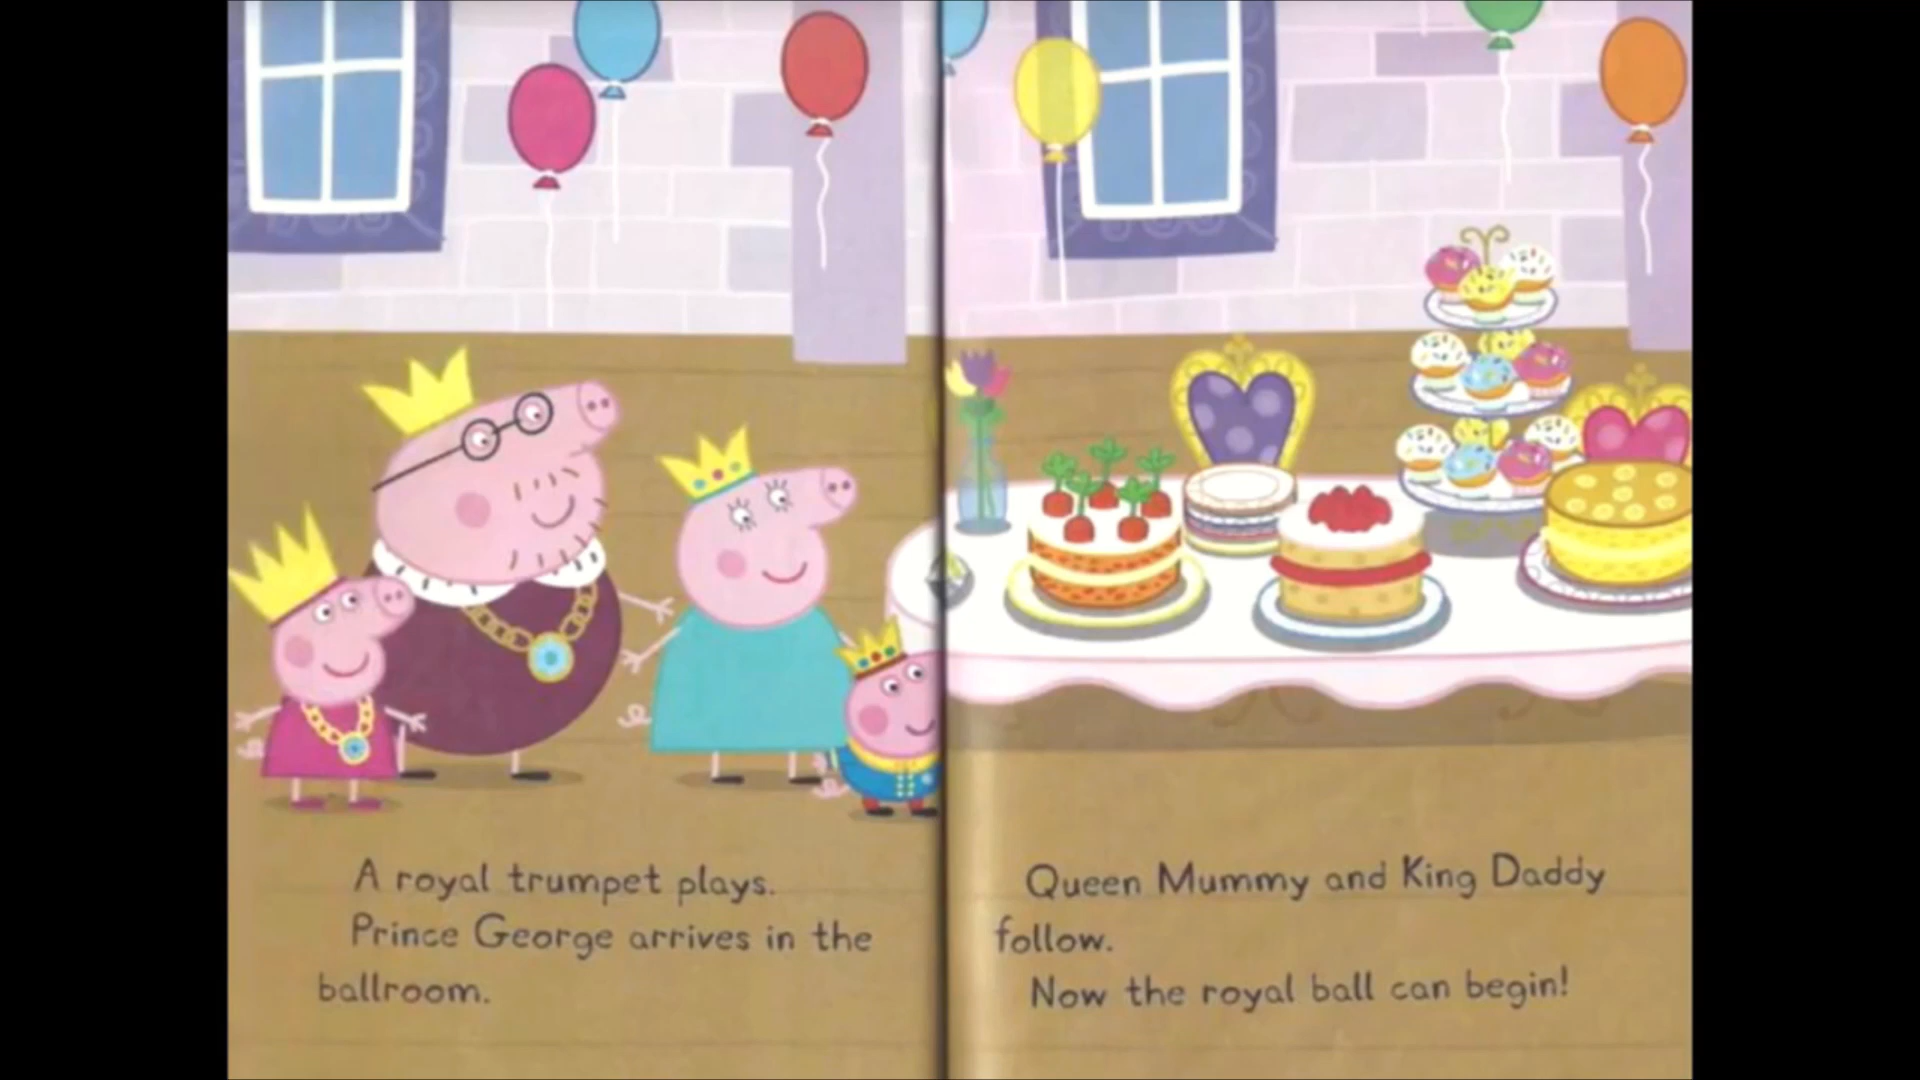 A royal trumpet plays.
Prince George arrives in the
ballroom.
Queen Mummy and King Daddy
follow.
Now the royal ball can begin!